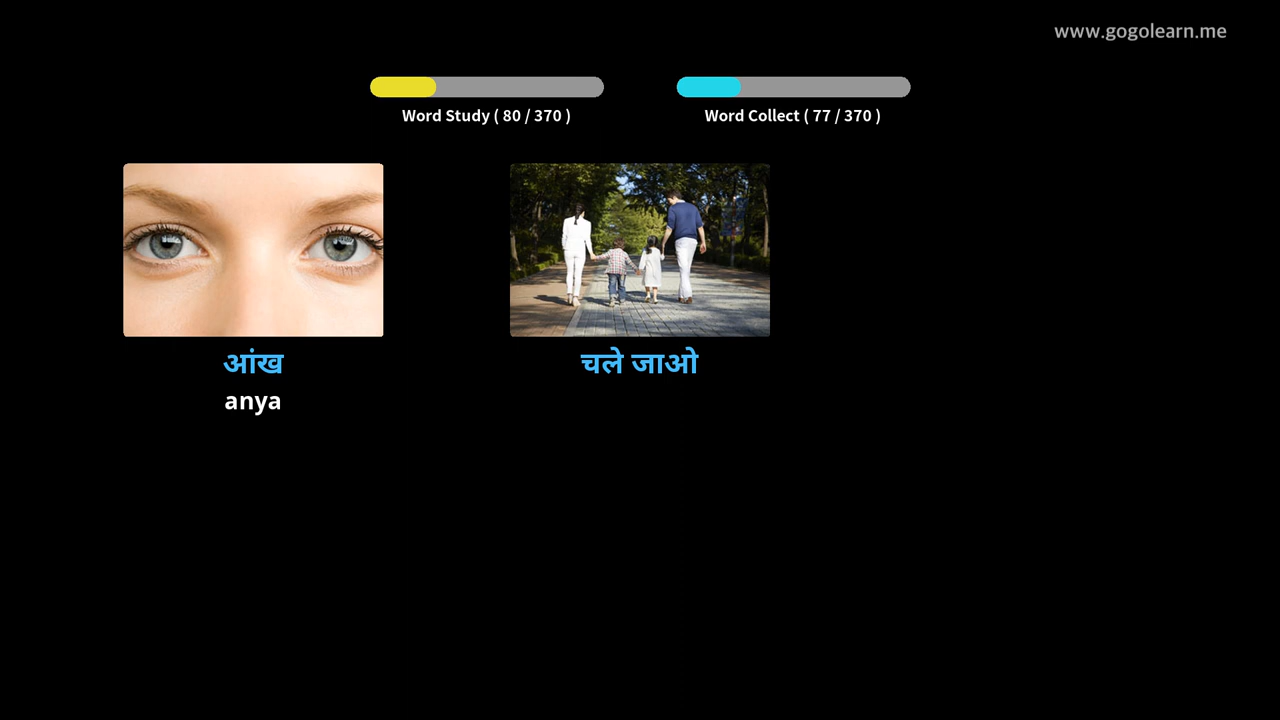 www.gogolearn.me
Word Study ( 80 / 370 )
Word Collect ( 77 / 370 )
आंख
चले जाओ
anya